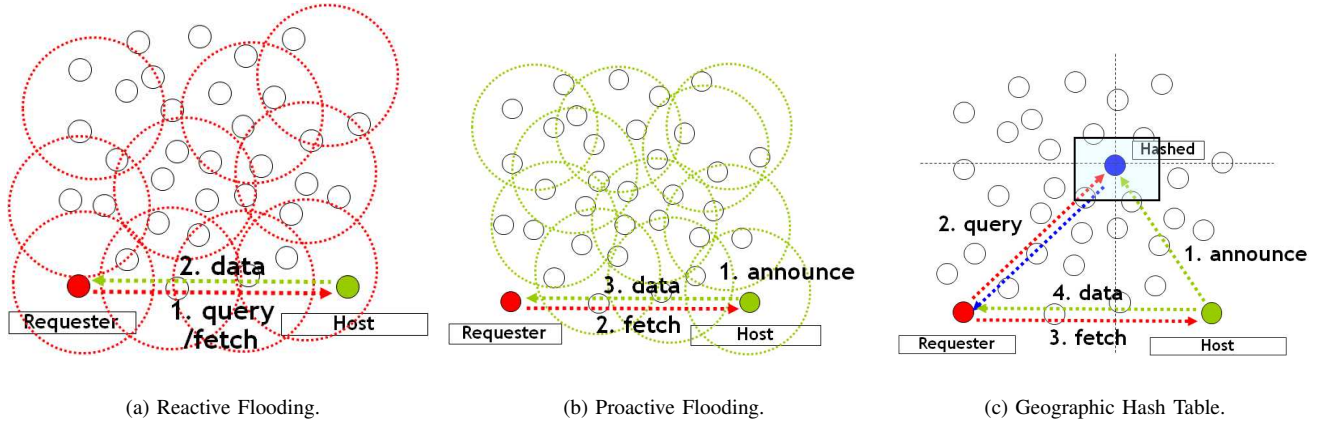 2. data
1. query
/fetch
Requester
Host
(a) Reactive Flooding.
1. announce
3. data
2. fetch
Requester
Host
(b) Proactive Flooding.
Hashed
2. query
1. announce
4. data
3. fetch
Requester
Host
(c) Geographic Hash Table.